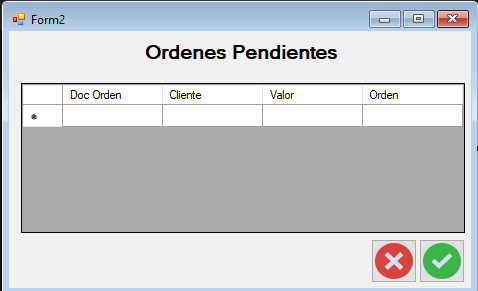 Form2
Ordenes Pendientes
Doc Orden Cliente Valor Orden
*